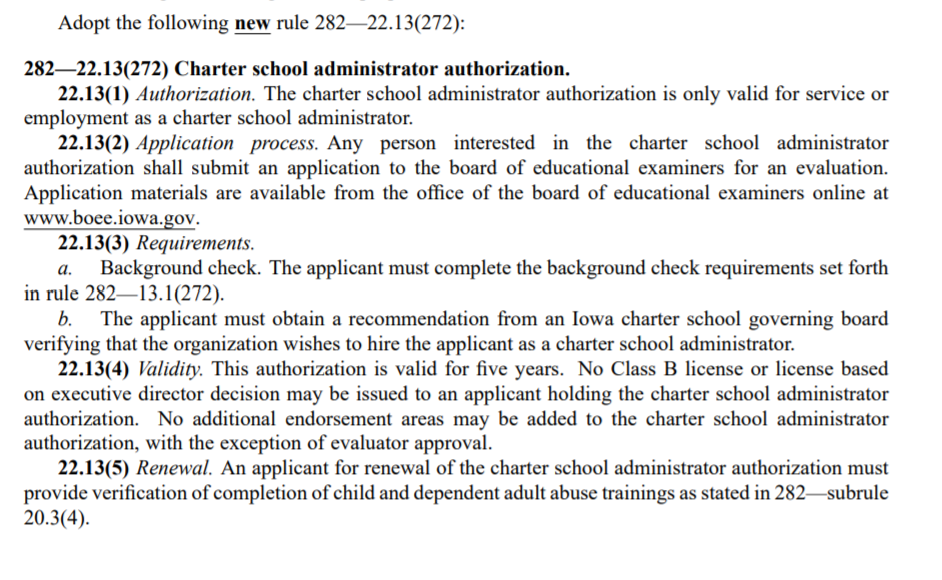 Adopt the following new rule 282—22.13(272):
282—22.13(272) Charter school administrator authorization.
22.13(1) Authorization. The charter school administrator authorization is only valid for service or
employment as a charter school administrator.
22.13(2) Application process. Any person interested in the charter school administrator
authorization shall submit an application to the board of educational examiners for an evaluation.
Application materials are available from the office of the board of educational examiners online at
www.boee.iowa.gov.
22.13(3) Requirements.
a. Background check. The applicant must complete the background check requirements set forth
in rule 282—13.1(272).
b. The applicant must obtain a recommendation from an Iowa charter school governing board
verifying that the organization wishes to hire the applicant as a charter school administrator.
22.13(4) Validity. This authorization is valid for five years. No Class B license or license based
on executive director decision may be issued to an applicant holding the charter school administrator
authorization. No additional endorsement areas may be added to the charter school administrator
authorization, with the exception of evaluator approval.
22.13(5) Renewal. An applicant for renewal of the charter school administrator authorization must
provide verification of completion of child and dependent adult abuse trainings as stated in 282—subrule
20.3(4).